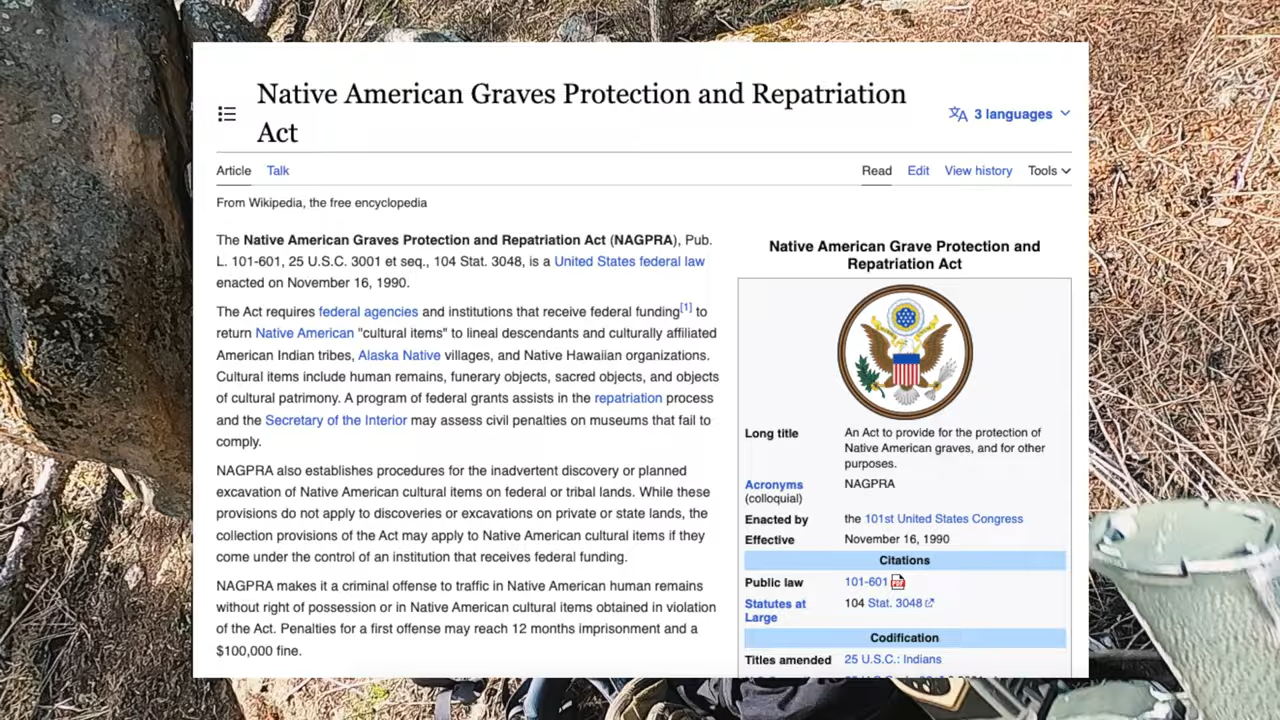 Native American Graves Protection and Repatriation
Act
3 languages
Article Talk
Read Edit View history Tools
From Wikipedia, the free encyclopedia
The Native American Graves Protection and Repatriation Act (NAGPRA), Pub.
L. 101-601, 25 U.S.C. 3001 et seq., 104 Stat. 3048, is a United States federal law
enacted on November 16, 1990.
The Act requires federal agencies and institutions that receive federal funding[1] to
return Native American "cultural items" to lineal descendants and culturally affiliated
American Indian tribes, Alaska Native villages, and Native Hawaiian organizations.
Cultural items include human remains, funerary objects, sacred objects, and objects
of cultural patrimony. A program of federal grants assists in the repatriation process
and the Secretary of the Interior may assess civil penalties on museums that fail to
comply.
NAGPRA also establishes procedures for the inadvertent discovery or planned
excavation of Native American cultural items on federal or tribal lands. While these
provisions do not apply to discoveries or excavations on private or state lands, the
collection provisions of the Act may apply to Native American cultural items if they
come under the control of an institution that receives federal funding.
NAGPRA makes it a criminal offense to traffic in Native American human remains
without right of possession or in Native American cultural items obtained in violation
of the Act. Penalties for a first offense may reach 12 months imprisonment and a
$100,000 fine.
Native American Grave Protection and
Repatriation Act
Long title An Act to provide for the protection of
Native American graves, and for other
purposes.
Acronyms NAGPRA
(colloquial)
Enacted by the 101st United States Congress
Effective November 16, 1990
Citations
Public law 101-601
Statutes at 104 Stat. 3048
Large
Codification
Titles amended 25 U.S.C.: Indians